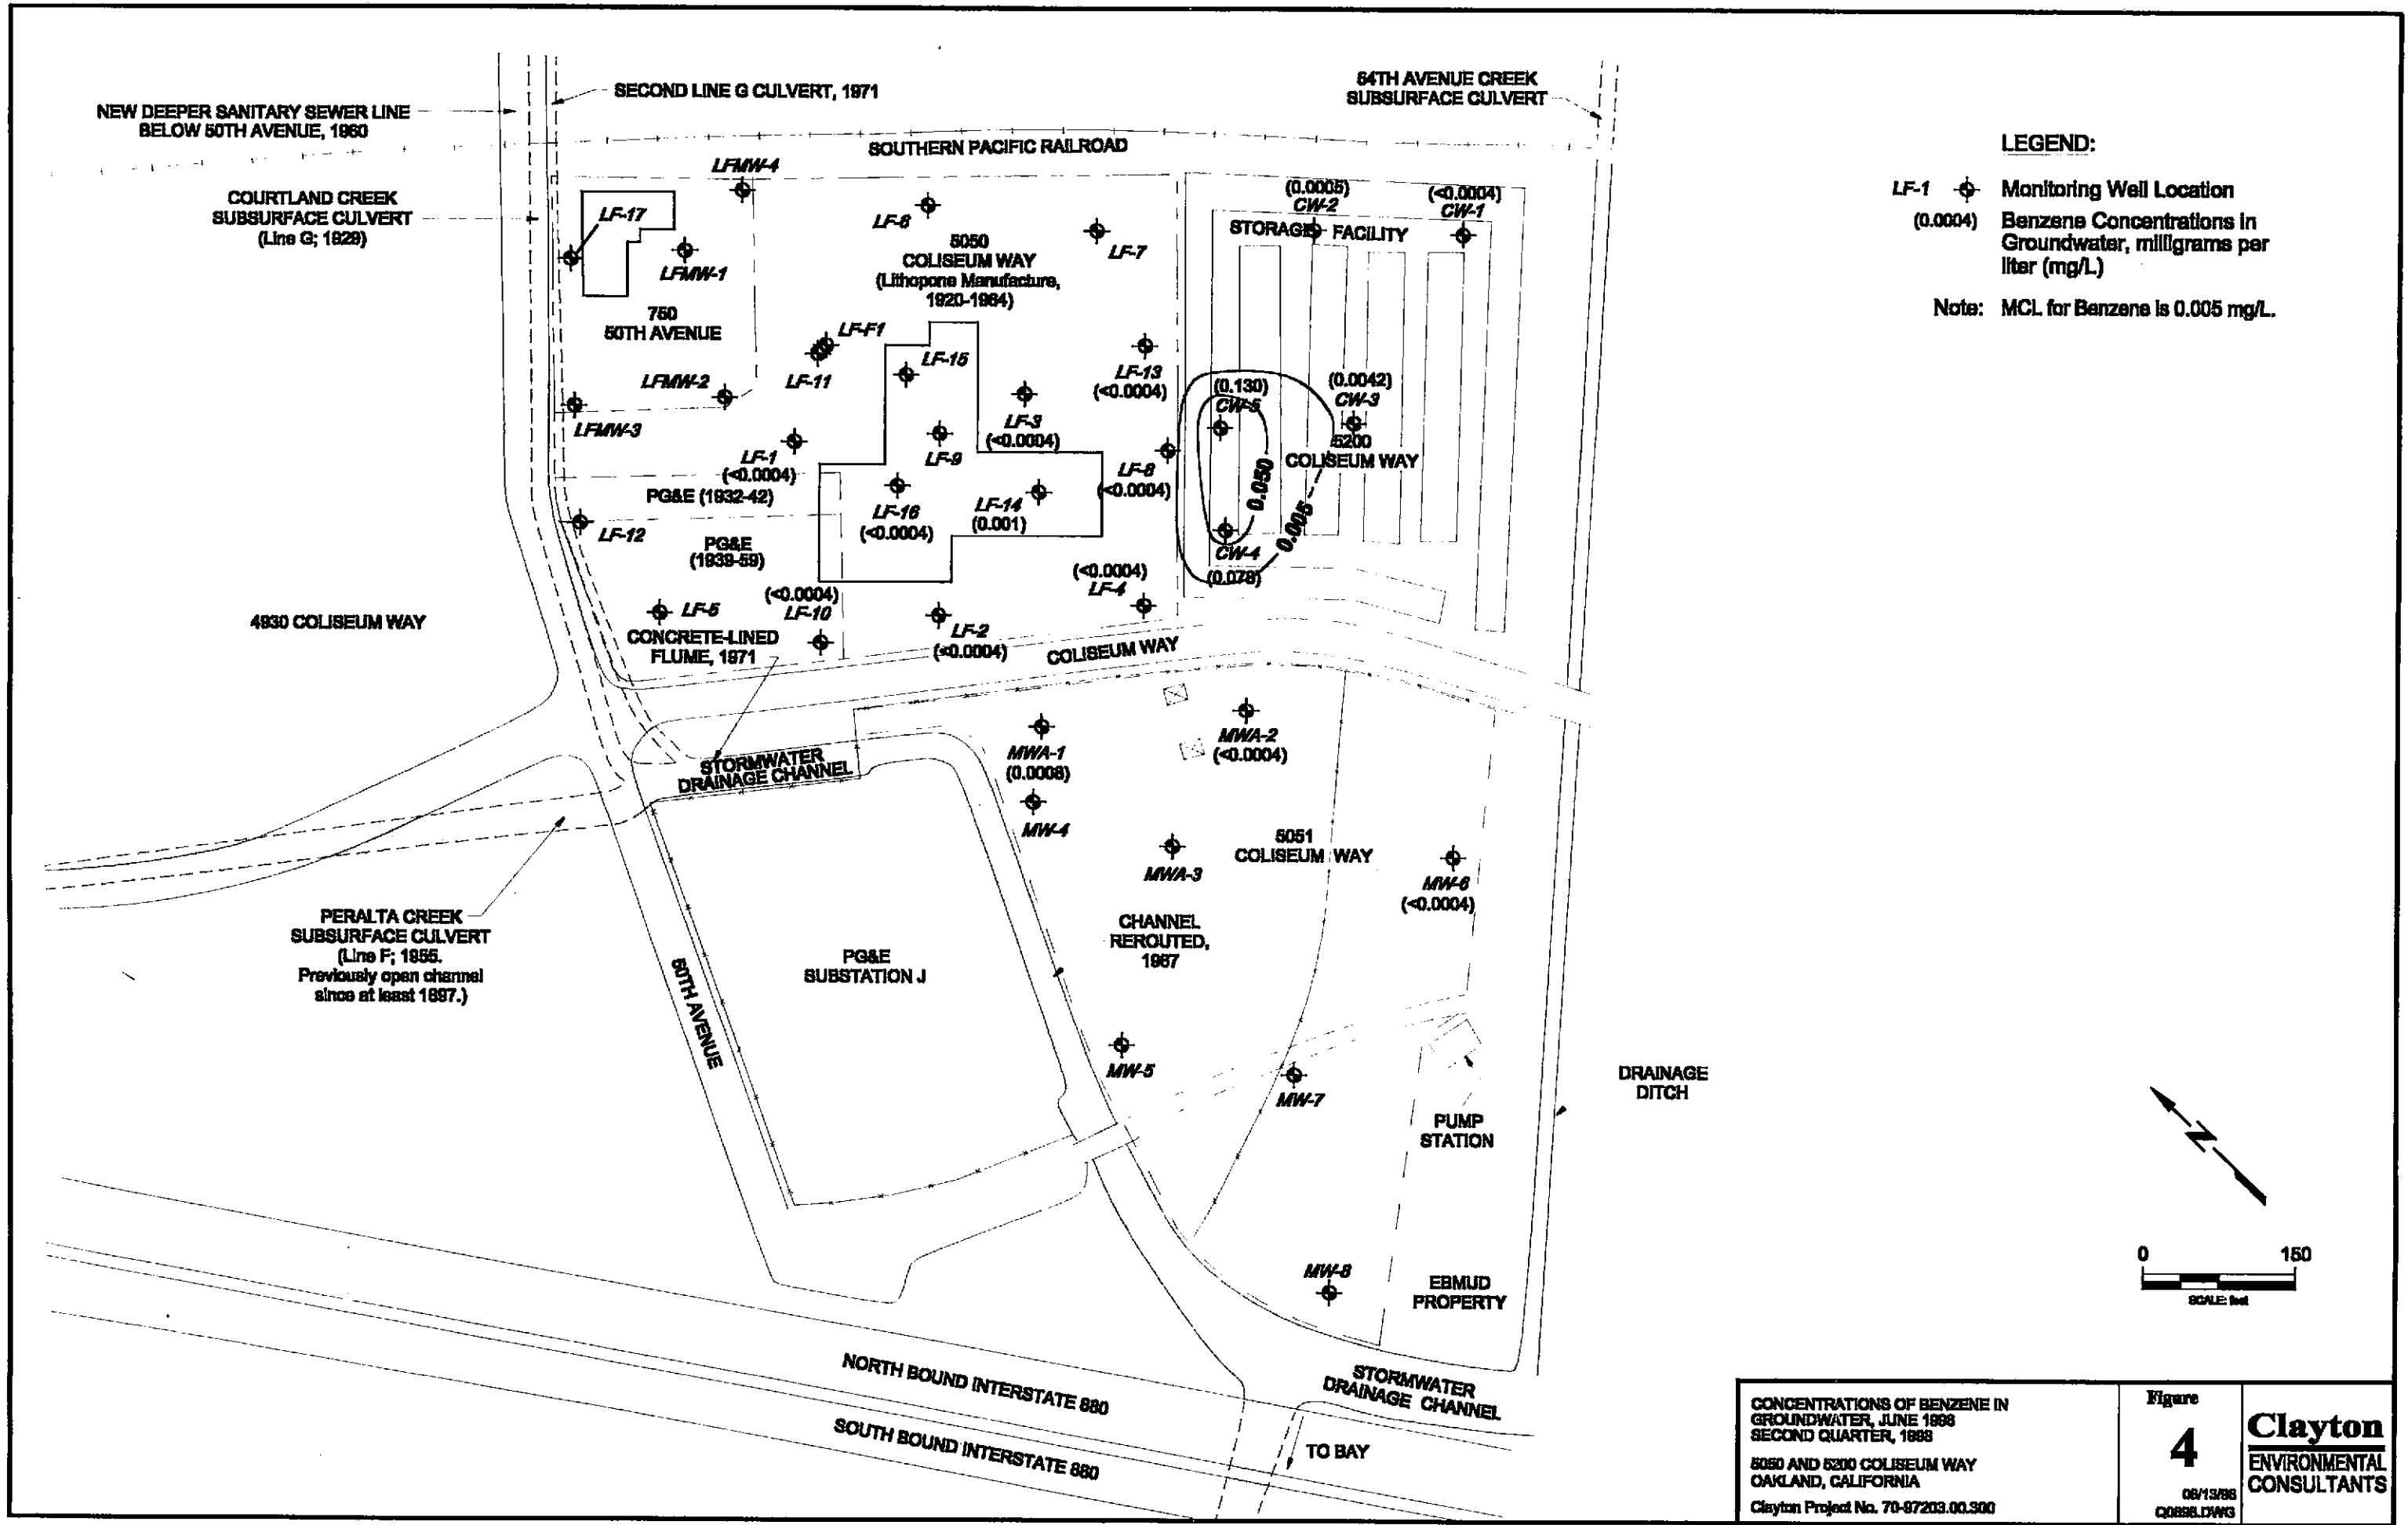 NEW DEEPER SANITARY SEWER LINE
BELOW 50TH AVENUE, 1960
SECOND LINE G CULVERT, 1971
54TH AVENUE CREEK
SUBSURFACE CULVERT
SOUTHERN PACIFIC RAILROAD
COURTLAND CREEK
SUBSURFACE CULVERT
(Line G; 1929)
LEGEND:
LF-1 Monitoring Well Location
(0.0004) Benzene Concentrations in
Groundwater, milligrams per
liter (mg/L)
Note: MCL for Benzene is 0.005 mg/L.
LFMW-4
LF-17
LFMW-1
LF-6
LF-7
5050
COLISEUM WAY
(Lithopone Manufacture,
1920-1964)
(0.0005)
CW-2
(<0.0004)
CW-1
STORAGE FACILITY
750
50TH AVENUE
LF-F1
LF-11
LF-15
LFMW-2
LFMW-3
LF-13
(<0.0004)
(0.130)
CW-5
(0.0042)
CW-3
5200
COLISEUM WAY
LF-3
(<0.0004)
LF-9
LF-1
(<0.0004)
LF-8
(<0.0004)
0.050
0.005
PG&E (1932-42)
LF-16
(<0.0004)
LF-14
(0.001)
LF-12
PG&E
(1939-59)
CW-4
(0.078)
(<0.0004)
LF-4
(<0.0004)
LF-10
LF-5
LF-2
(<0.0004)
4930 COLISEUM WAY
CONCRETE-LINED
FLUME, 1971
COLISEUM WAY
STORMWATER
DRAINAGE CHANNEL
MWA-1
(0.0008)
MWA-2
(<0.0004)
MW-4
MWA-3
5051
COLISEUM WAY
MW-6
(<0.0004)
PERALTA CREEK
SUBSURFACE CULVERT
(Line F; 1955.
Previously open channel
since at least 1897.)
CHANNEL
REROUTED,
1967
PG&E
SUBSTATION J
50TH AVENUE
MW-5
MW-7
PUMP
STATION
DRAINAGE
DITCH
N
0 150
SCALE: feet
MW-8
EBMUD
PROPERTY
NORTH BOUND INTERSTATE 880
SOUTH BOUND INTERSTATE 880
STORMWATER
DRAINAGE CHANNEL
TO BAY
CONCENTRATIONS OF BENZENE IN
GROUNDWATER, JUNE 1998
SECOND QUARTER, 1998
5050 AND 5200 COLISEUM WAY
OAKLAND, CALIFORNIA
Clayton Project No. 70-97203.00.300
Figure
4
Clayton
ENVIRONMENTAL
CONSULTANTS